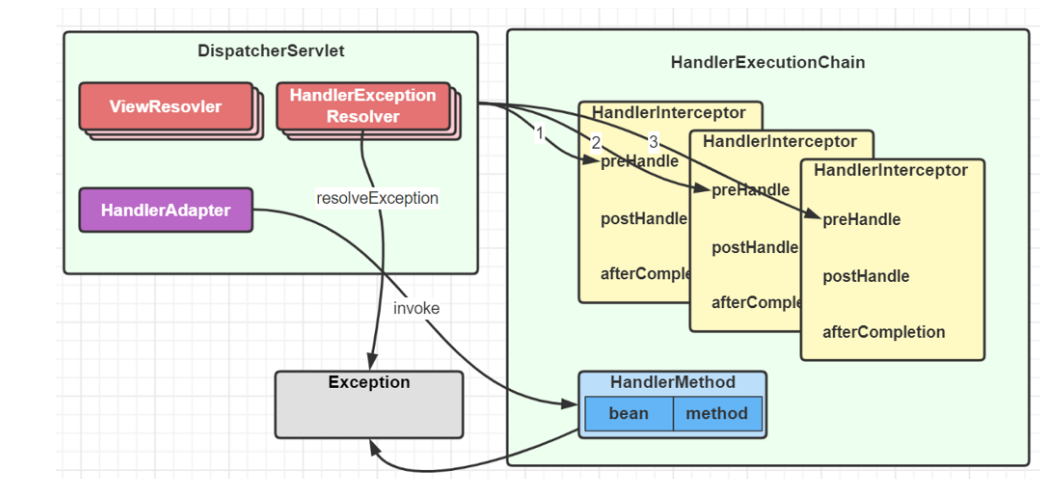 DispatcherServlet
ViewResovler
HandlerException
Resolver
HandlerAdapter
resolveException
invoke
Exception
HandlerExecutionChain
HandlerInterceptor
1
preHandle
postHandle
afterComple
HandlerInterceptor
2
preHandle
postHandle
afterComple
HandlerInterceptor
3
preHandle
postHandle
afterCompletion
HandlerMethod
bean method